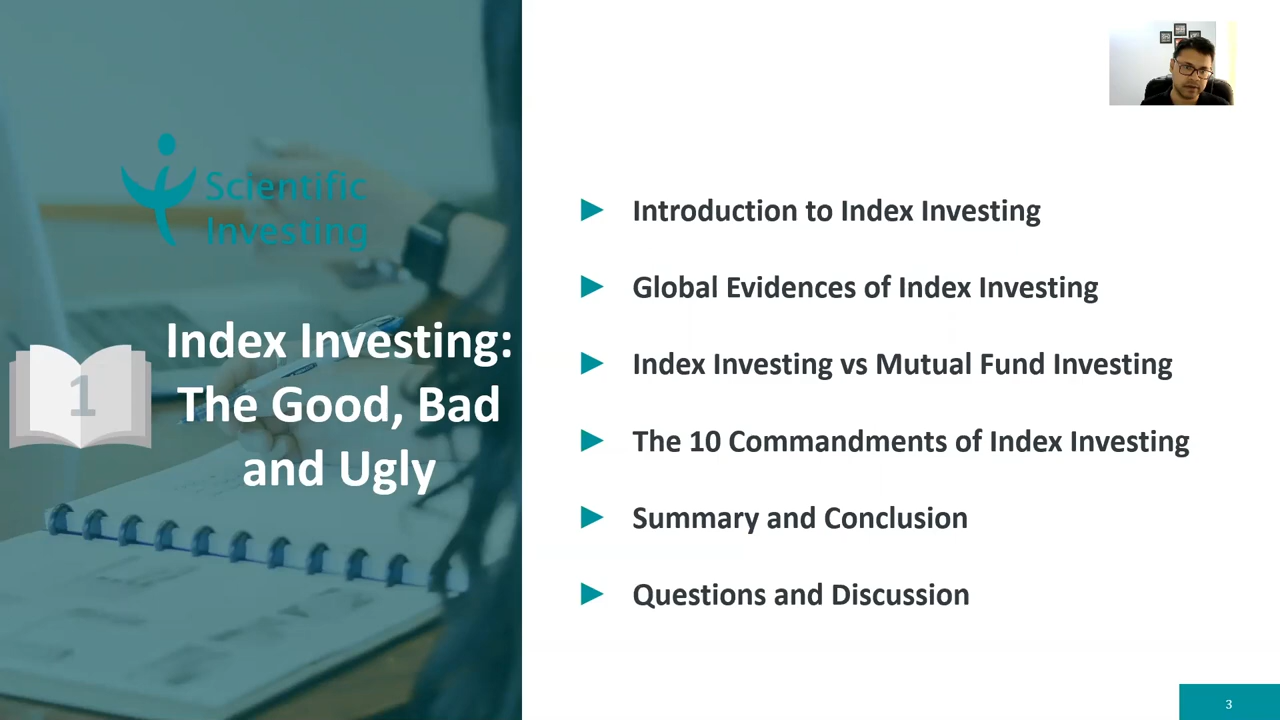 Scientific
Investing
1
Index Investing:
The Good, Bad
and Ugly
Introduction to Index Investing
Global Evidences of Index Investing
Index Investing vs Mutual Fund Investing
The 10 Commandments of Index Investing
Summary and Conclusion
Questions and Discussion
3